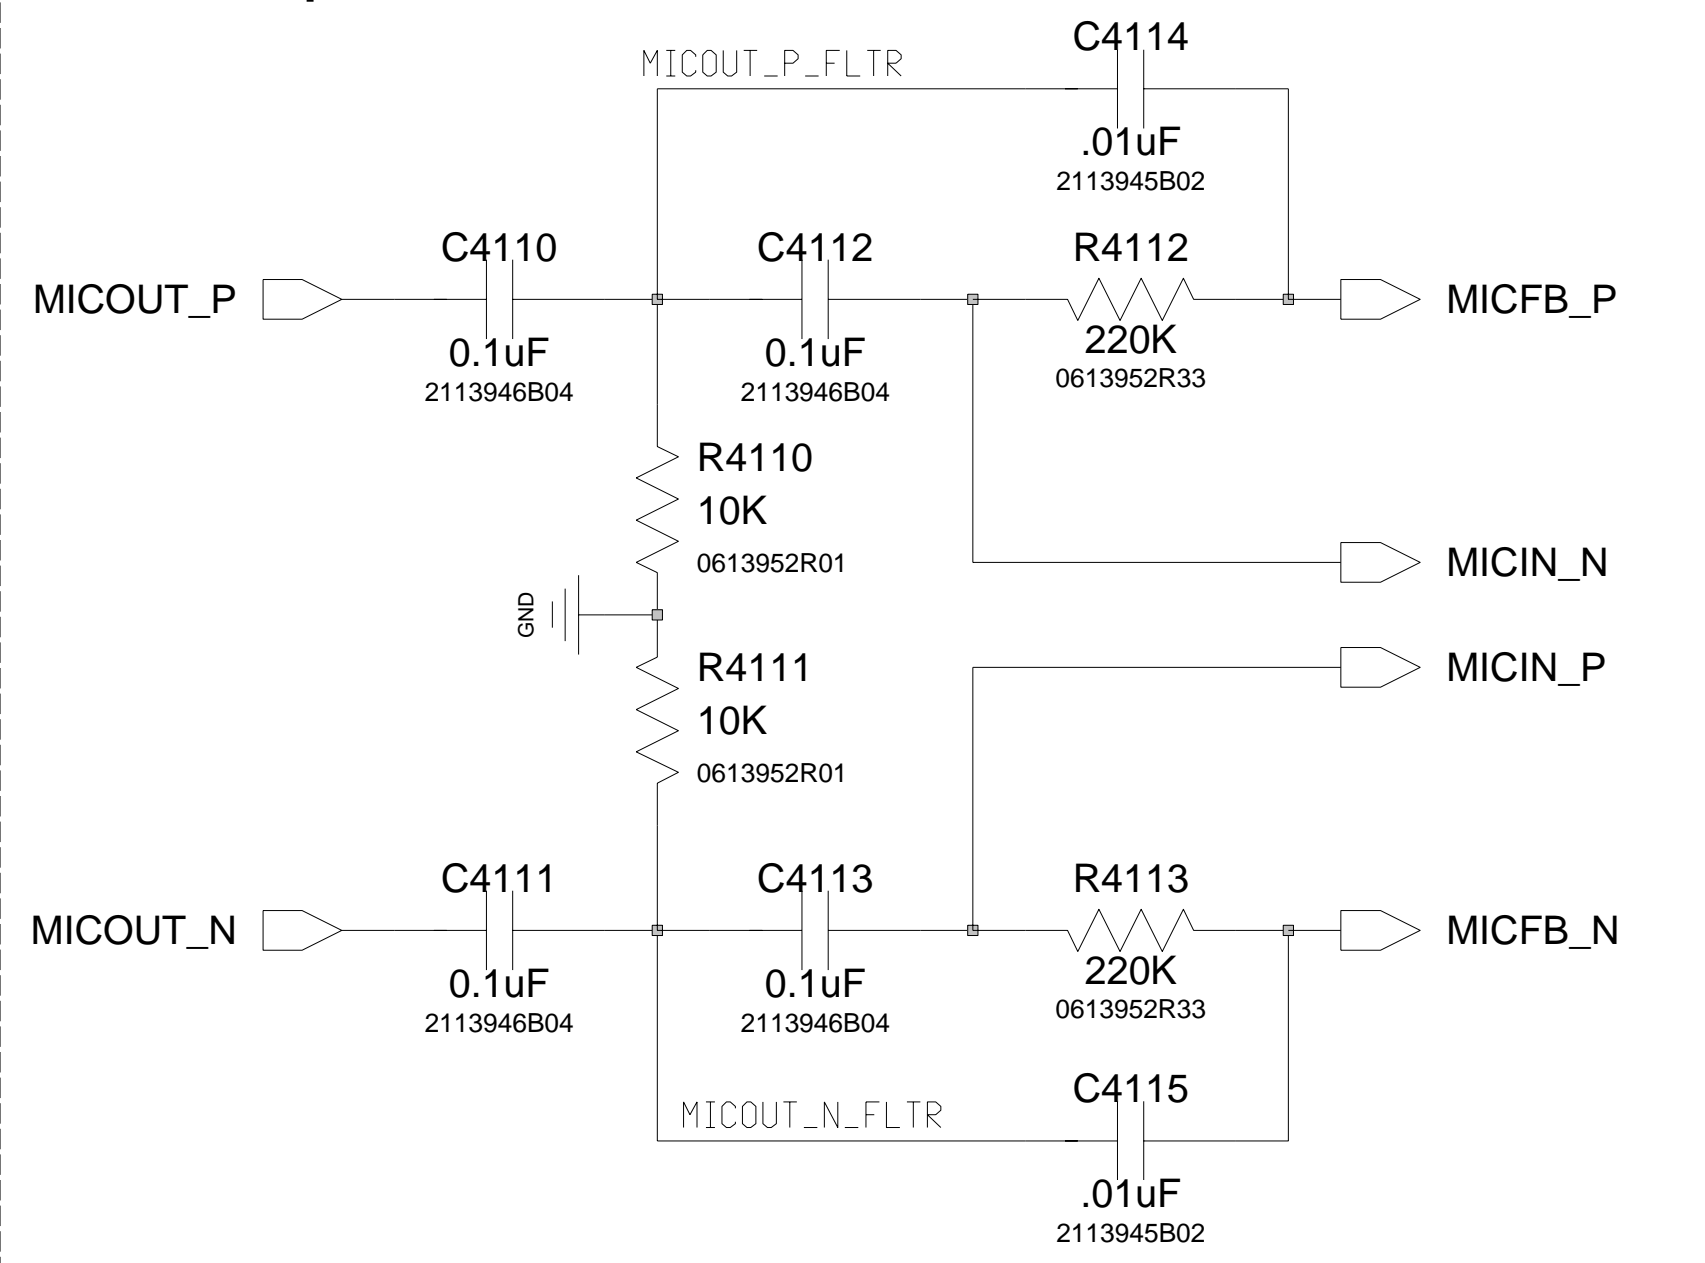 C4114
MICOUT_P_FLTR
.01uF
2113945B02
C4110
C4112
R4112
MICOUT_P
MICFB_P
0.1uF
0.1uF
220K
2113946B04
2113946B04
0613952R33
R4110
10K
0613952R01
MICIN_N
GND
R4111
MICIN_P
10K
0613952R01
C4111
C4113
R4113
MICOUT_N
MICFB_N
0.1uF
0.1uF
220K
2113946B04
2113946B04
0613952R33
C4115
MICOUT_N_FLTR
.01uF
2113945B02